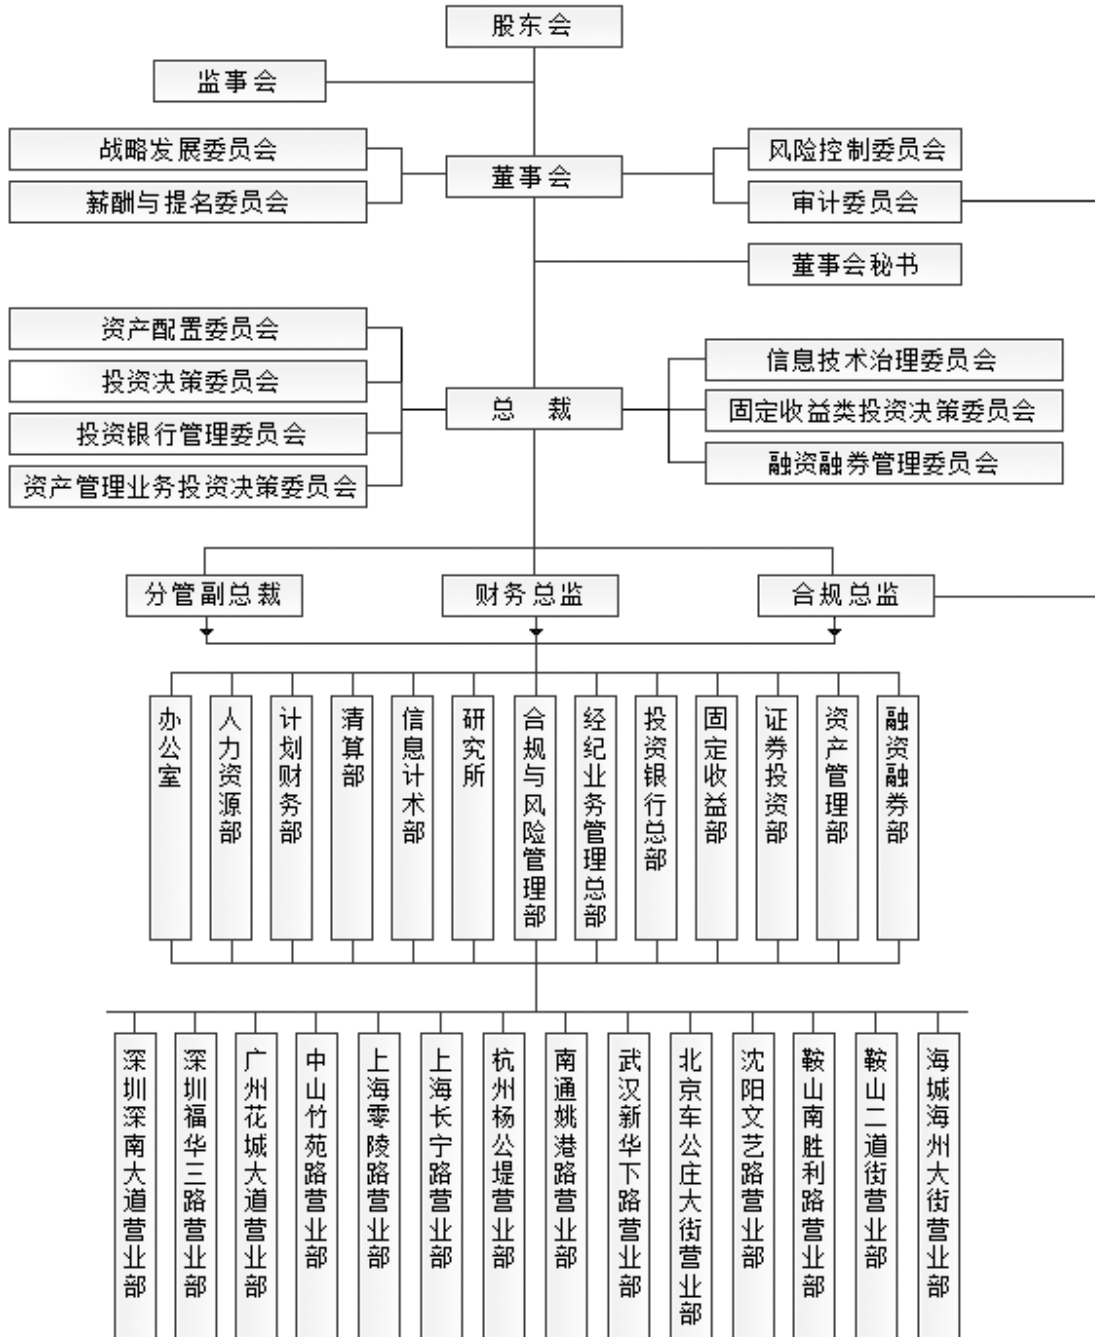 股东会
监事会
战略发展委员会
薪酬与提名委员会
董事会
风险控制委员会
审计委员会
董事会秘书
资产配置委员会
投资决策委员会
投资银行管理委员会
资产管理业务投资决策委员会
总 裁
信息技术治理委员会
固定收益类投资决策委员会
融资融券管理委员会
分管副总裁
财务总监
合规总监
办公室
人力资源部
计划财务部
清算部
信息计术部
研究所
合规与风险管理部
经纪业务管理总部
投资银行总部
固定收益部
证券投资部
资产管理部
融资融券部
深圳深南大道营业部
深圳福华三路营业部
广州花城大道营业部
中山竹苑路营业部
上海零陵路营业部
上海长宁路营业部
杭州杨公堤营业部
南通姚港路营业部
武汉新华下路营业部
北京车公庄大街营业部
沈阳文艺路营业部
鞍山南胜利路营业部
鞍山二道街营业部
海城海州大街营业部